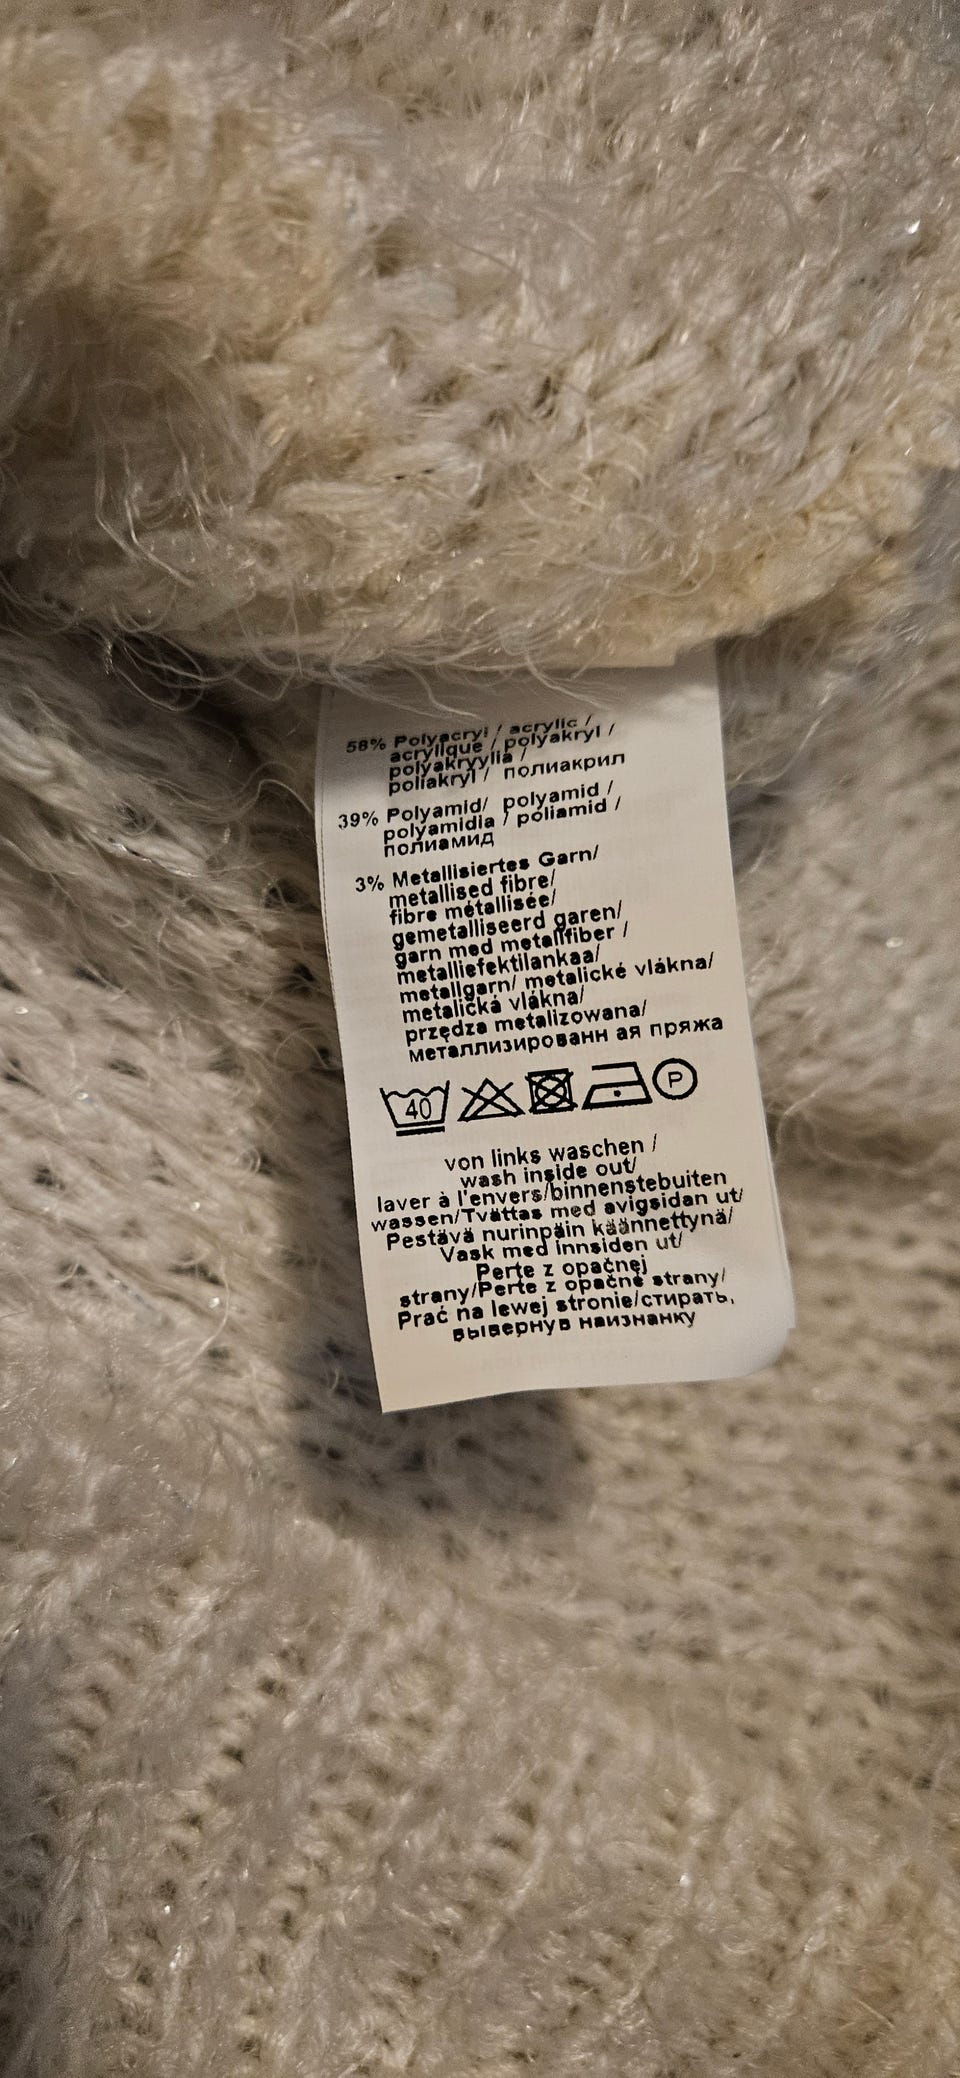 58% Polyacryl / acrylic /
acrylique / polyakryl /
polyakryylia /
poliakryl / полиакрил
39% Polyamid/ polyamid /
polyamidia / poliamid /
полиамид
3% Metallisiertes Garn/
metallised fibre/
fibre métallisée/
gemetalliseerd garen/
garn med metallfiber /
metalliefektilankaa/
metallgarn/ metalické vlákna/
metalická vlákna/
przędza metalizowana/
металлизированн ая пряжа
40 P
von links waschen /
wash inside out/
laver à l'envers/binnenstebuiten
wassen/Tvättas med avigsidan ut/
Pestävä nurinpäin käännettynä/
Vask med innsiden ut/
Perte z opačnej
strany/Perte z opačné strany/
Prać na lewej stronie/стирать,
вывернув наизнанку